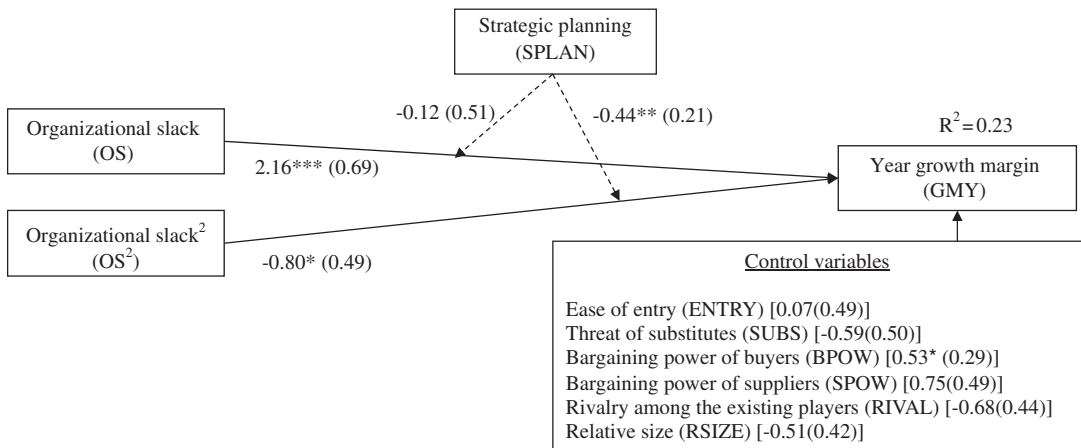 Strategic planning
(SPLAN)
-0.12 (0.51)
-0.44** (0.21)
R² = 0.23
Organizational slack
(OS)
2.16*** (0.69)
Year growth margin
(GMY)
Organizational slack²
(OS²)
-0.80* (0.49)
Control variables
Ease of entry (ENTRY) [0.07(0.49)]
Threat of substitutes (SUBS) [-0.59(0.50)]
Bargaining power of buyers (BPOW) [0.53* (0.29)]
Bargaining power of suppliers (SPOW) [0.75(0.49)]
Rivalry among the existing players (RIVAL) [-0.68(0.44)]
Relative size (RSIZE) [-0.51(0.42)]